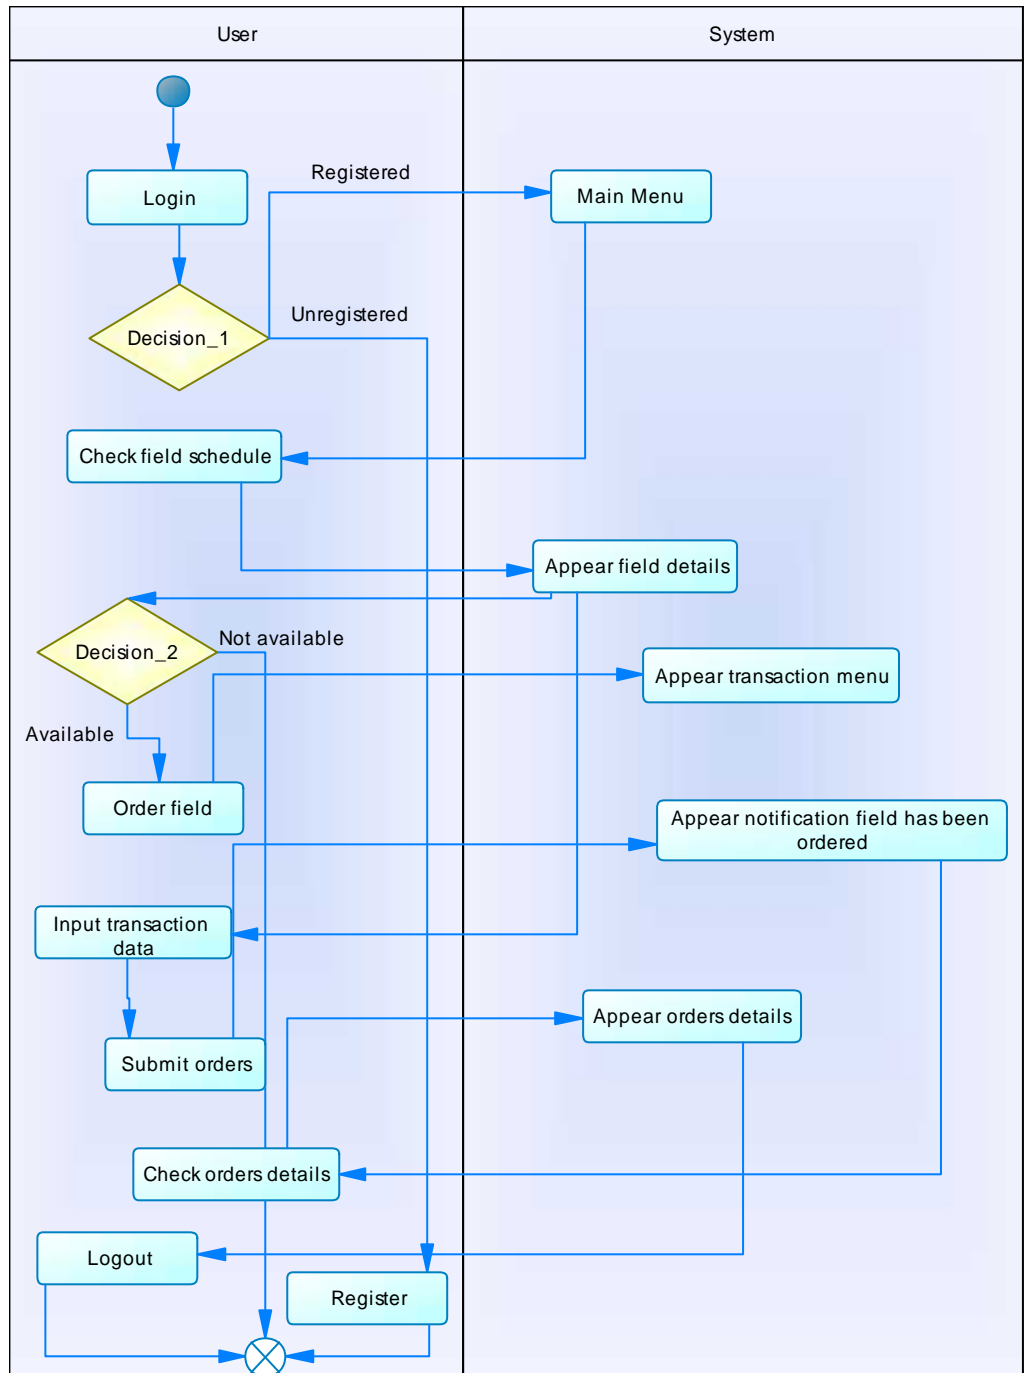 User
System
Registered
Login
Main Menu
Unregistered
Decision_1
Check field schedule
Appear field details
Not available
Decision_2
Appear transaction menu
Available
Order field
Appear notification field has been
ordered
Input transaction
data
Appear orders details
Submit orders
Check orders details
Logout
Register